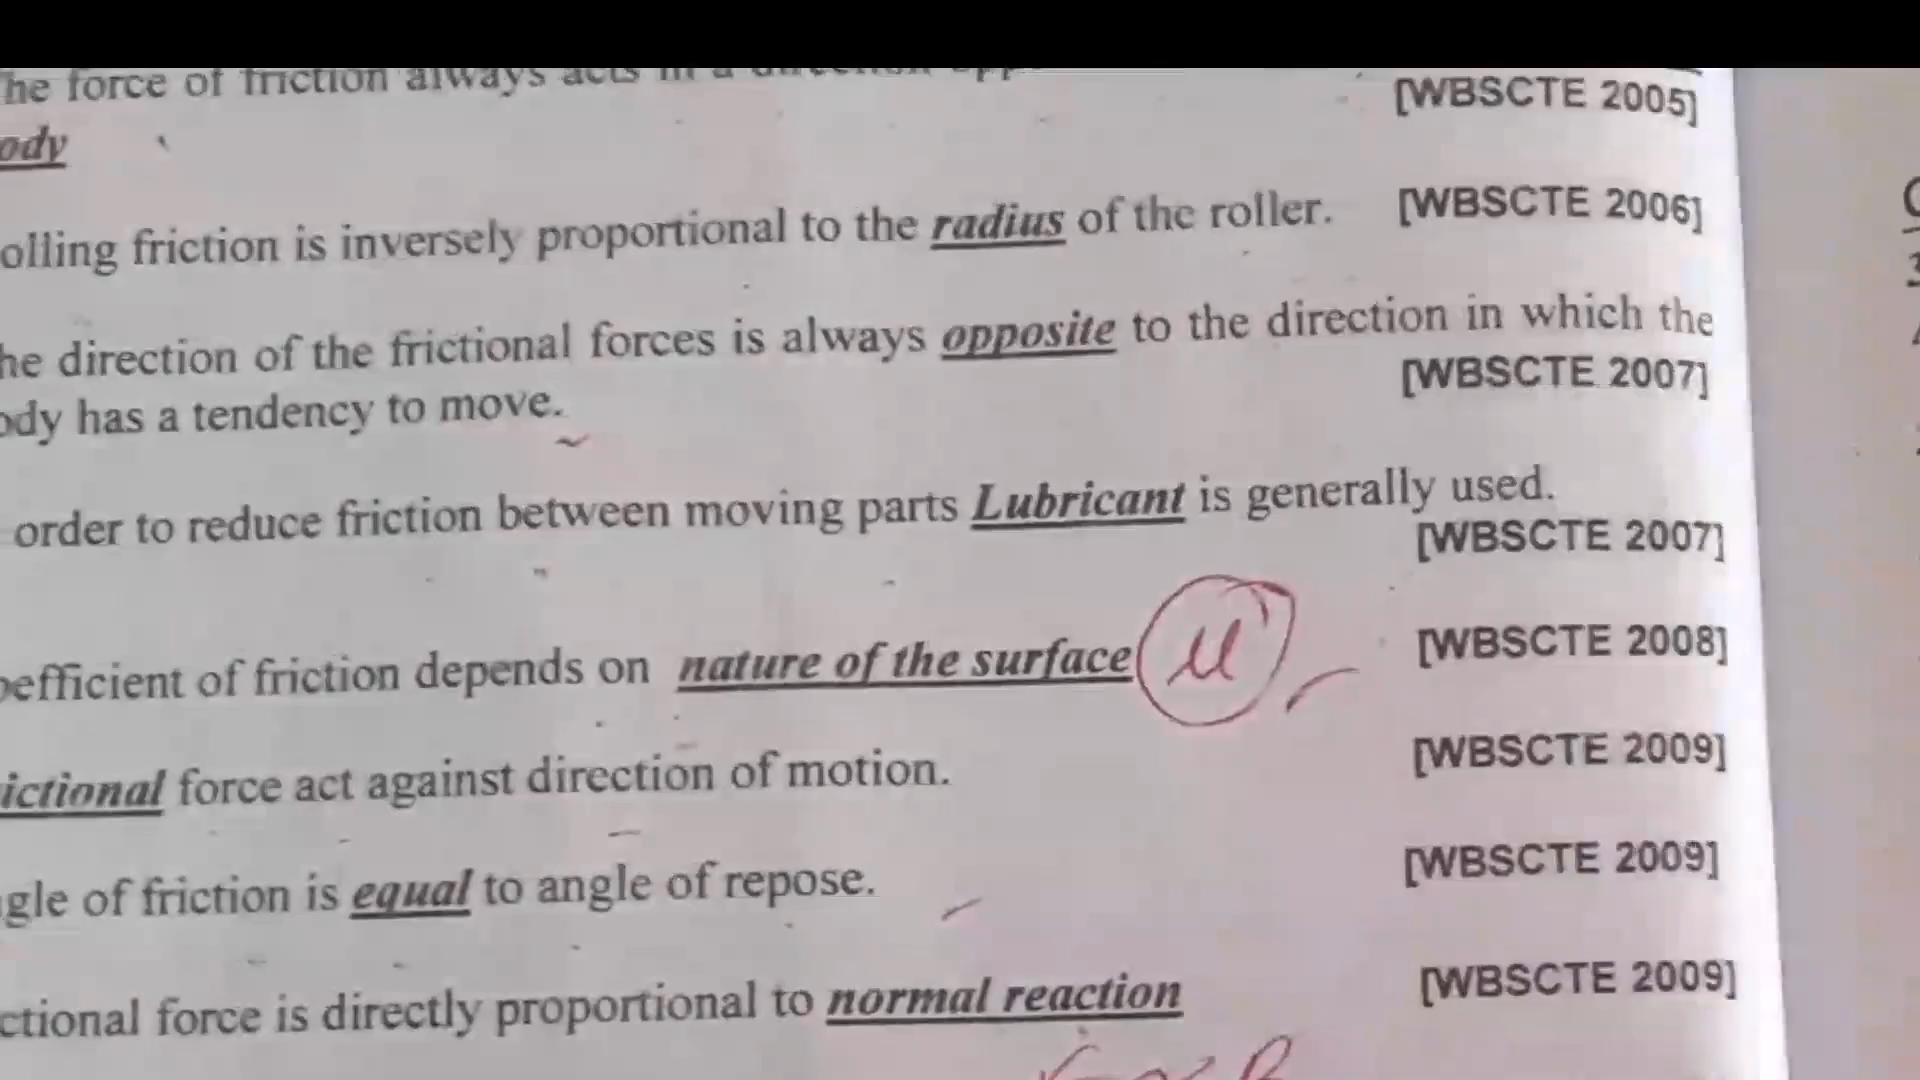 he force of friction always acts in a
[WBSCTE 2005]
ody
olling friction is inversely proportional to the radius of the roller. [WBSCTE 2006]
he direction of the frictional forces is always opposite to the direction in which the
ody has a tendency to move. [WBSCTE 2007]
order to reduce friction between moving parts Lubricant is generally used.
[WBSCTE 2007]
oefficient of friction depends on nature of the surface μ [WBSCTE 2008]
ictional force act against direction of motion. [WBSCTE 2009]
gle of friction is equal to angle of repose. [WBSCTE 2009]
ctional force is directly proportional to normal reaction [WBSCTE 2009]